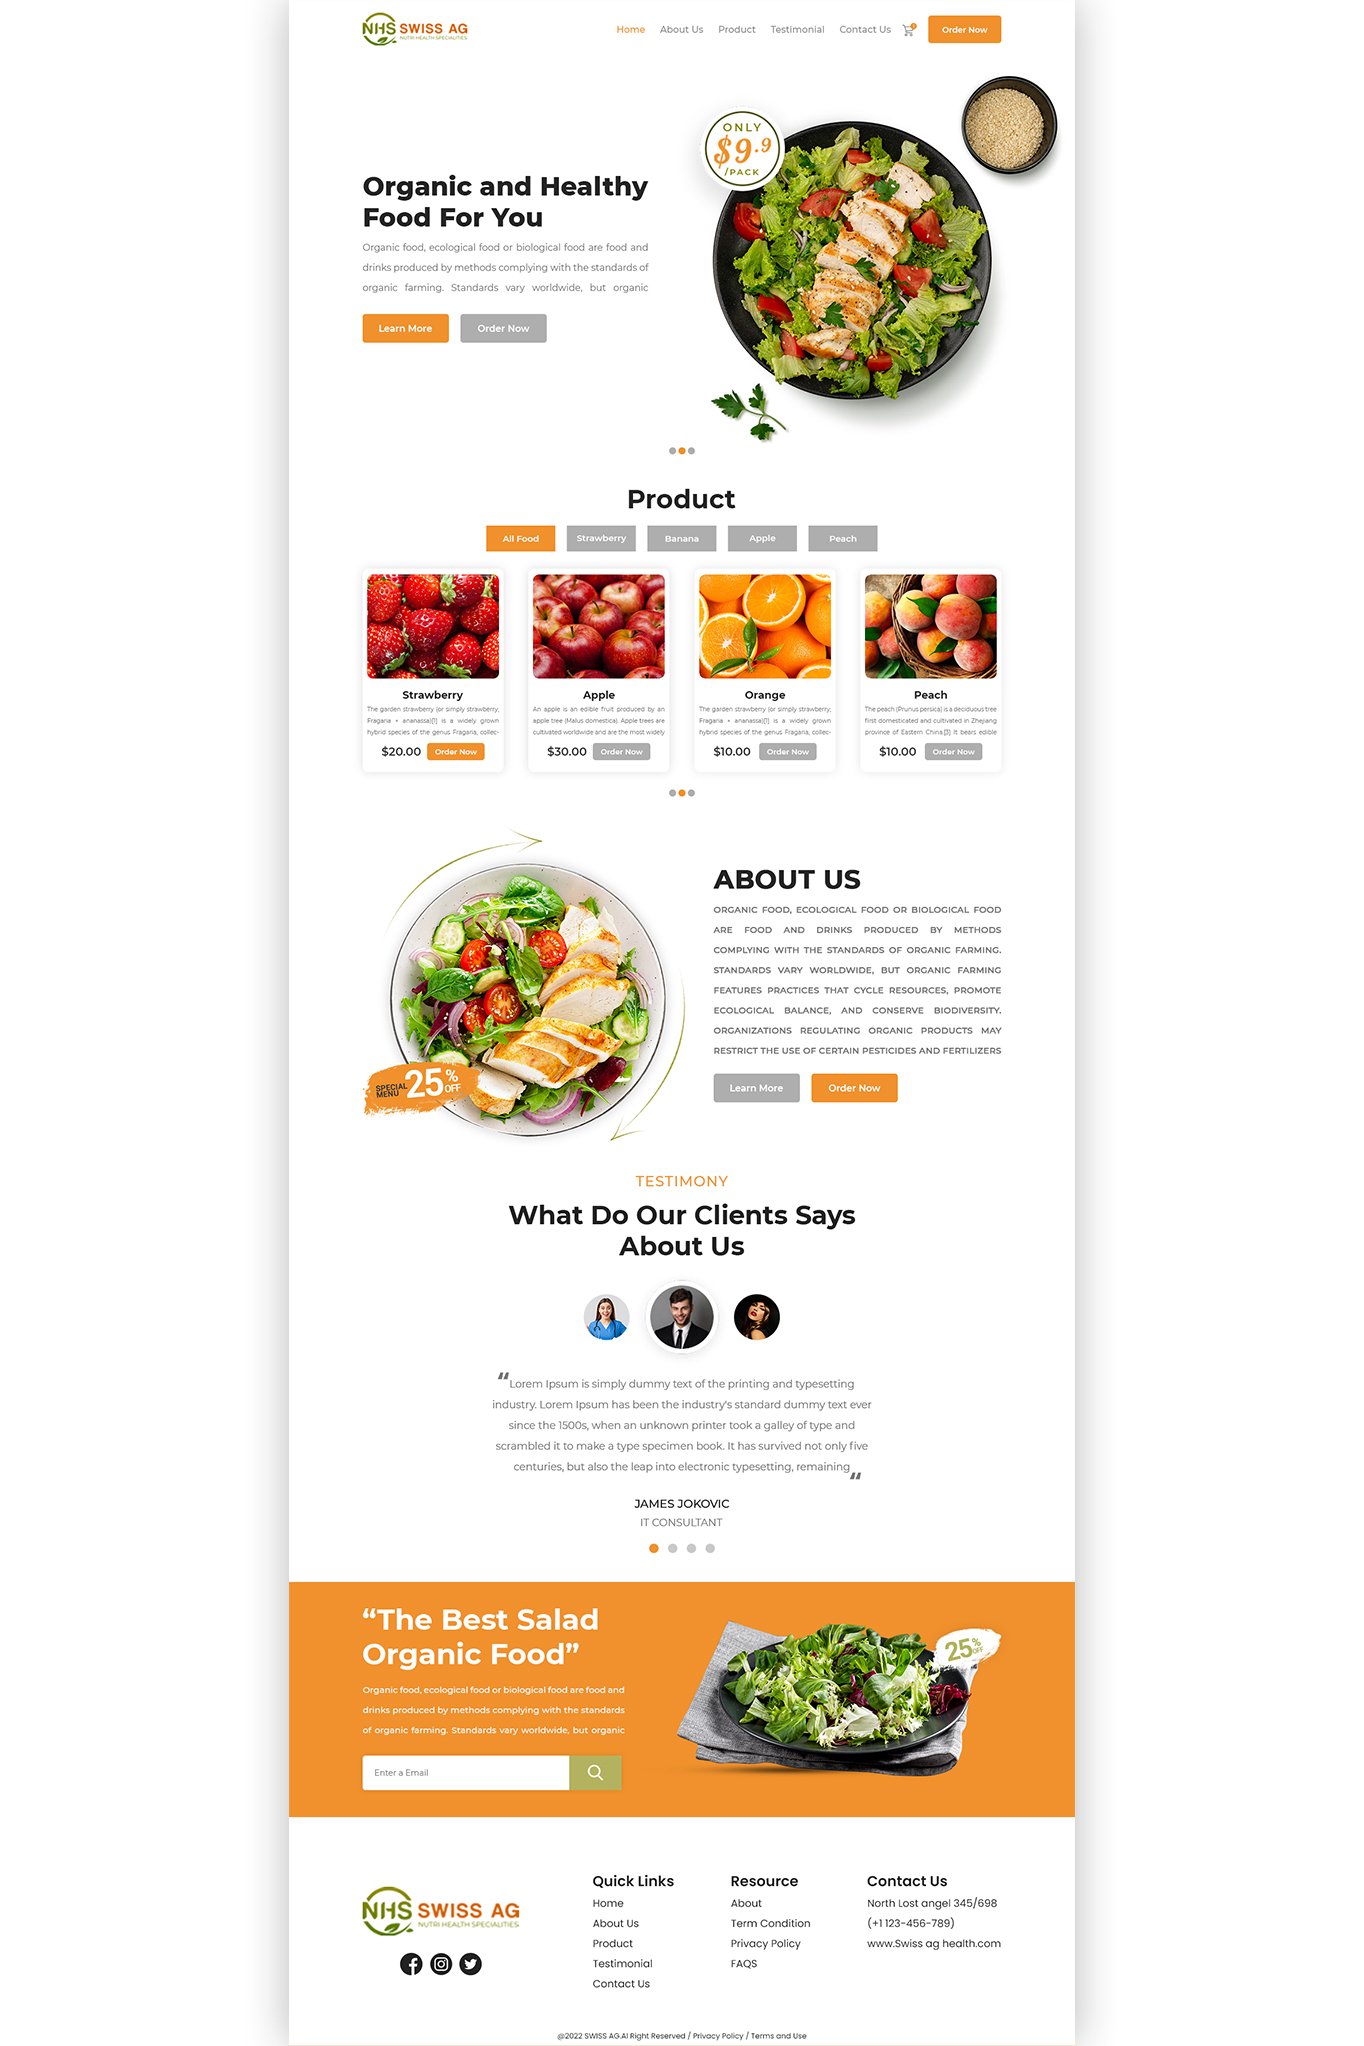 NHS SWISS AG
NUTRI HEALTH SPECIALITIES
Home
About Us
Product
Testimonial
Contact Us
Order Now
ONLY
$9.9
/PACK
Organic and Healthy
Food For You
Organic food, ecological food or biological food are food and
drinks produced by methods complying with the standards of
organic farming. Standards vary worldwide, but organic
Learn More
Order Now
Product
All Food
Strawberry
Banana
Apple
Peach
Strawberry
The garden strawberry (or simply strawberry,
Fragaria × ananassa)[1] is a widely grown
hybrid species of the genus Fragaria, collec-
$20.00
Order Now
Apple
An apple is an edible fruit produced by an
apple tree (Malus domestica). Apple trees are
cultivated worldwide and are the most widely
$30.00
Order Now
Orange
The garden strawberry (or simply strawberry,
Fragaria × ananassa)[1] is a widely grown
hybrid species of the genus Fragaria, collec-
$10.00
Order Now
Peach
The peach (Prunus persica) is a deciduous tree
first domesticated and cultivated in Zhejiang
province of Eastern China.[3] It bears edible
$10.00
Order Now
SPECIAL
MENU
25%
OFF
ABOUT US
ORGANIC FOOD, ECOLOGICAL FOOD OR BIOLOGICAL FOOD
ARE FOOD AND DRINKS PRODUCED BY METHODS
COMPLYING WITH THE STANDARDS OF ORGANIC FARMING.
STANDARDS VARY WORLDWIDE, BUT ORGANIC FARMING
FEATURES PRACTICES THAT CYCLE RESOURCES, PROMOTE
ECOLOGICAL BALANCE, AND CONSERVE BIODIVERSITY.
ORGANIZATIONS REGULATING ORGANIC PRODUCTS MAY
RESTRICT THE USE OF CERTAIN PESTICIDES AND FERTILIZERS
Learn More
Order Now
TESTIMONY
What Do Our Clients Says
About Us
“Lorem Ipsum is simply dummy text of the printing and typesetting
industry. Lorem Ipsum has been the industry's standard dummy text ever
since the 1500s, when an unknown printer took a galley of type and
scrambled it to make a type specimen book. It has survived not only five
centuries, but also the leap into electronic typesetting, remaining“
JAMES JOKOVIC
IT CONSULTANT
“The Best Salad
Organic Food”
Organic food, ecological food or biological food are food and
drinks produced by methods complying with the standards
of organic farming. Standards vary worldwide, but organic
Enter a Email
25%
OFF
NHS SWISS AG
NUTRI HEALTH SPECIALITIES
Quick Links
Home
About Us
Product
Testimonial
Contact Us
Resource
About
Term Condition
Privacy Policy
FAQS
Contact Us
North Lost angel 345/698
(+1 123-456-789)
www.Swiss ag health.com
@2022 SWISS AG.Al Right Reserved / Privacy Policy / Terms and Use